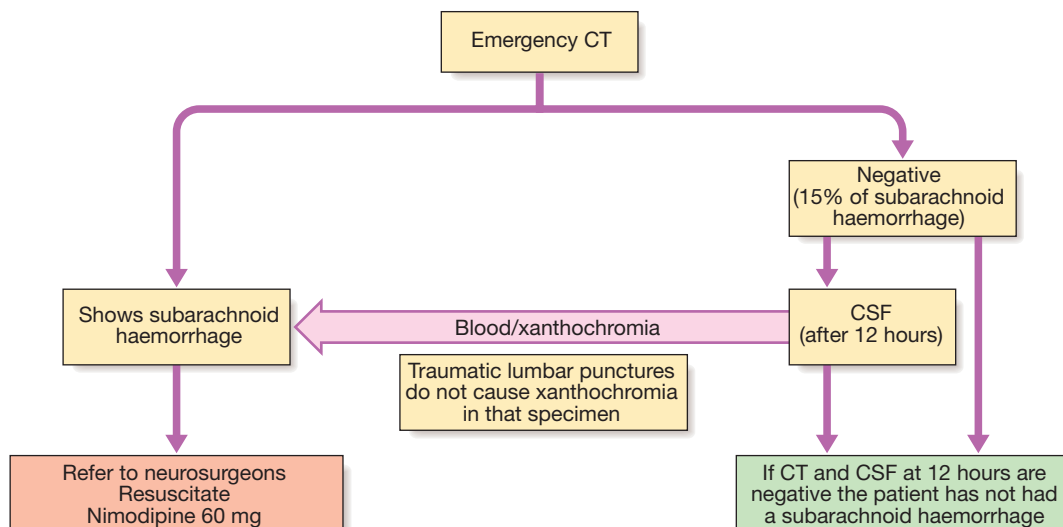 Emergency CT
Negative
(15% of subarachnoid
haemorrhage)
Shows subarachnoid
haemorrhage
Blood/xanthochromia
CSF
(after 12 hours)
Traumatic lumbar punctures
do not cause xanthochromia
in that specimen
Refer to neurosurgeons
Resuscitate
Nimodipine 60 mg
If CT and CSF at 12 hours are
negative the patient has not had
a subarachnoid haemorrhage